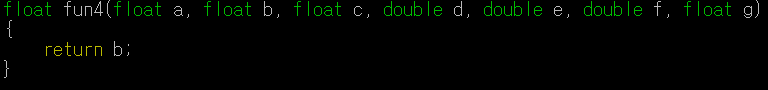 float fun4(float a, float b, float c, double d, double e, double f, float g)
{
    return b;
}